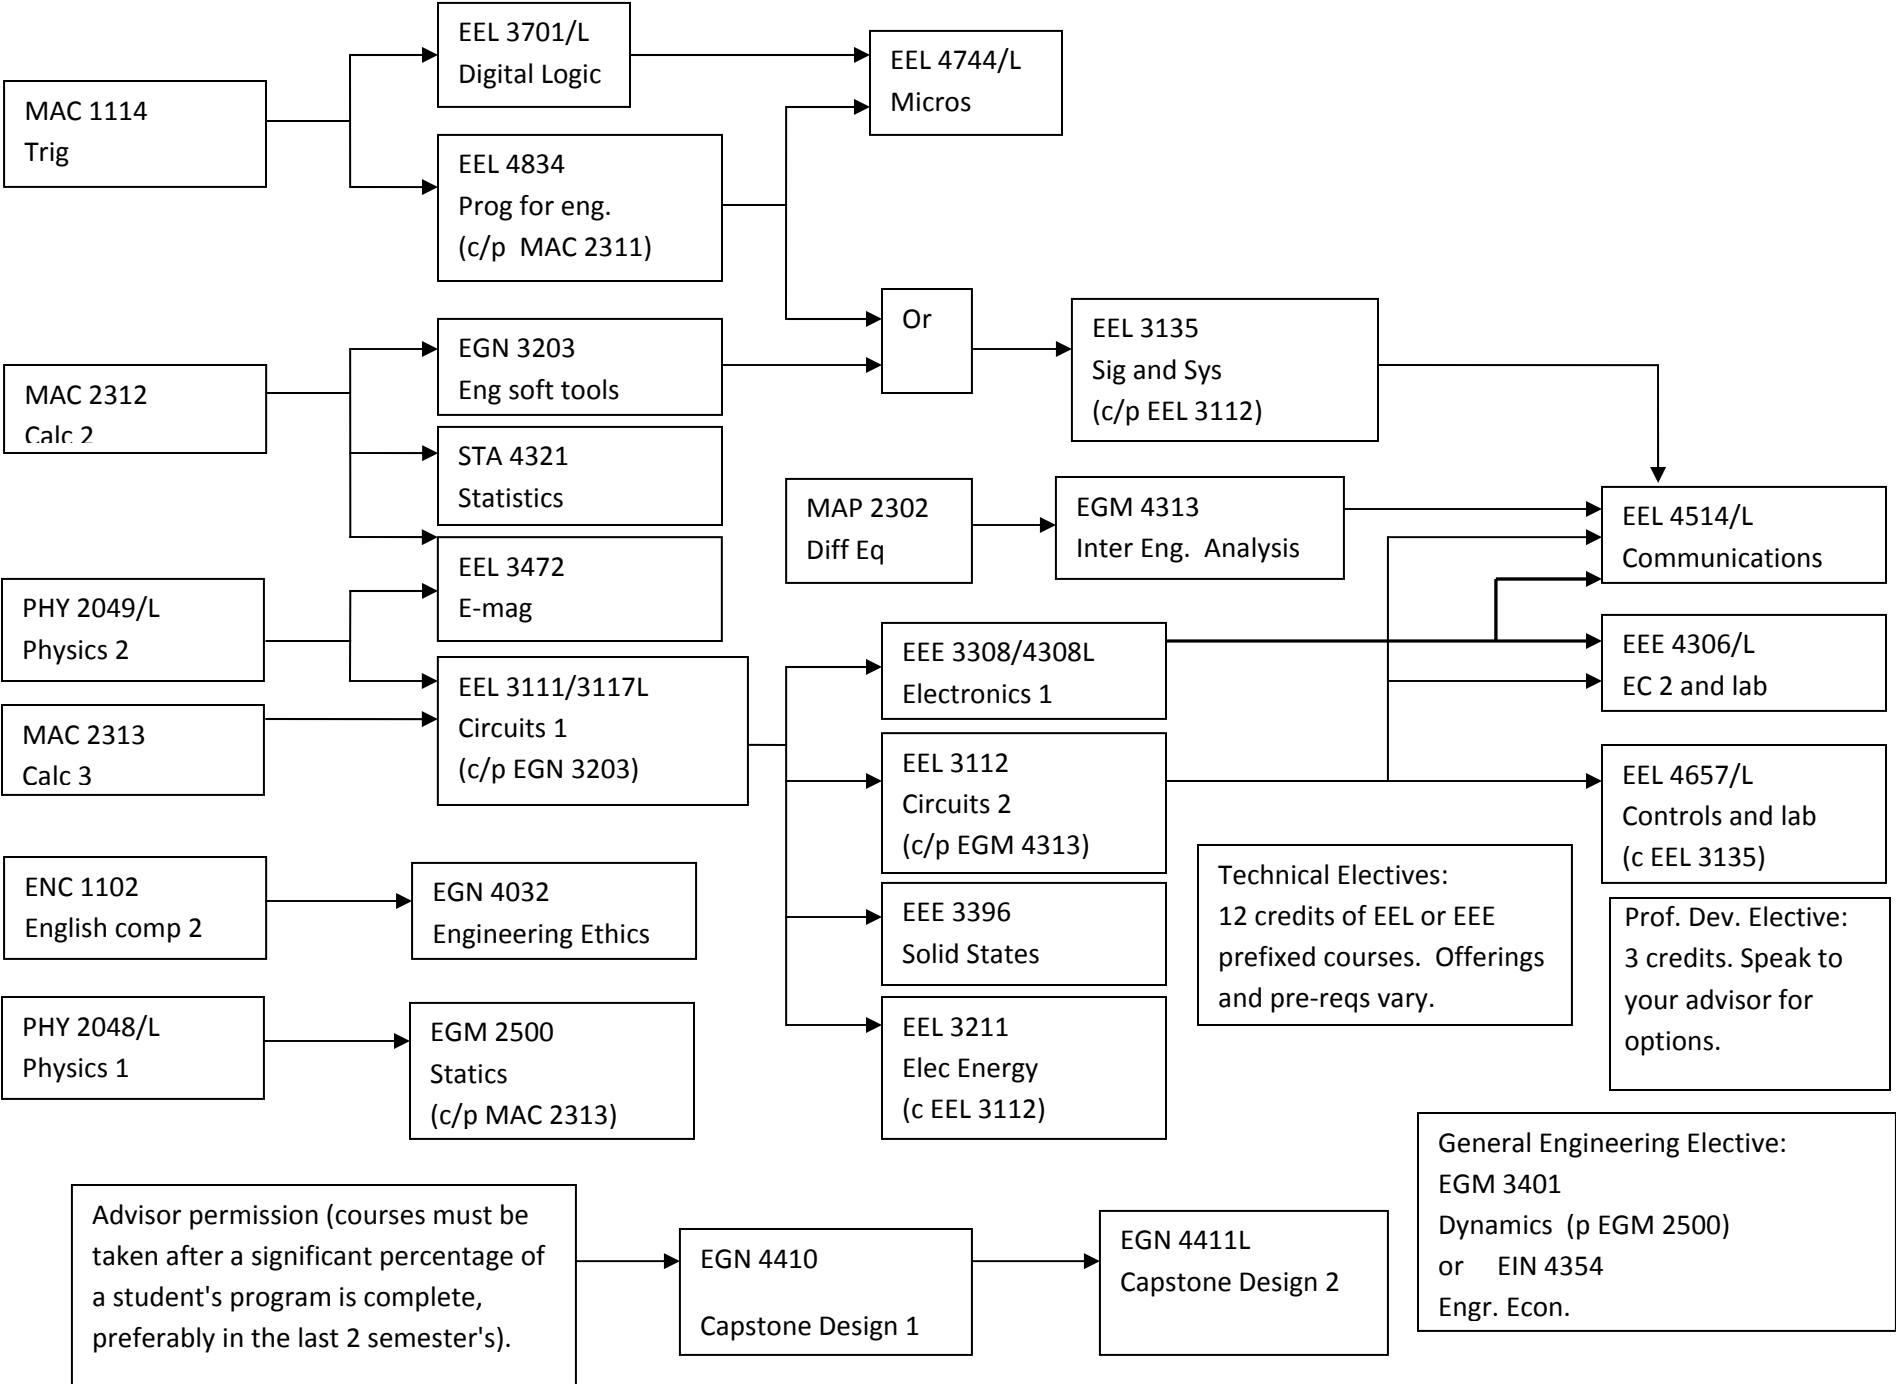 EEL 3701/L
Digital Logic
EEL 4744/L
Micros
MAC 1114
Trig
EEL 4834
Prog for eng.
(c/p  MAC 2311)
Or
EEL 3135
Sig and Sys
(c/p EEL 3112)
EGN 3203
Eng soft tools
MAC 2312
Calc 2
STA 4321
Statistics
MAP 2302
Diff Eq
EGM 4313
Inter Eng.  Analysis
EEL 4514/L
Communications
EEL 3472
E-mag
PHY 2049/L
Physics 2
EEE 3308/4308L
Electronics 1
EEE 4306/L
EC 2 and lab
EEL 3111/3117L
Circuits 1
(c/p EGN 3203)
MAC 2313
Calc 3
EEL 3112
Circuits 2
(c/p EGM 4313)
EEL 4657/L
Controls and lab
(c EEL 3135)
ENC 1102
English comp 2
EGN 4032
Engineering Ethics
EEE 3396
Solid States
Technical Electives:
12 credits of EEL or EEE
prefixed courses.  Offerings
and pre-reqs vary.
Prof. Dev. Elective:
3 credits. Speak to
your advisor for
options.
PHY 2048/L
Physics 1
EGM 2500
Statics
(c/p MAC 2313)
EEL 3211
Elec Energy
(c EEL 3112)
General Engineering Elective:
EGM 3401
Dynamics  (p EGM 2500)
or    EIN 4354
Engr. Econ.
Advisor permission (courses must be
taken after a significant percentage of
a student's program is complete,
preferably in the last 2 semester's).
EGN 4410
Capstone Design 1
EGN 4411L
Capstone Design 2